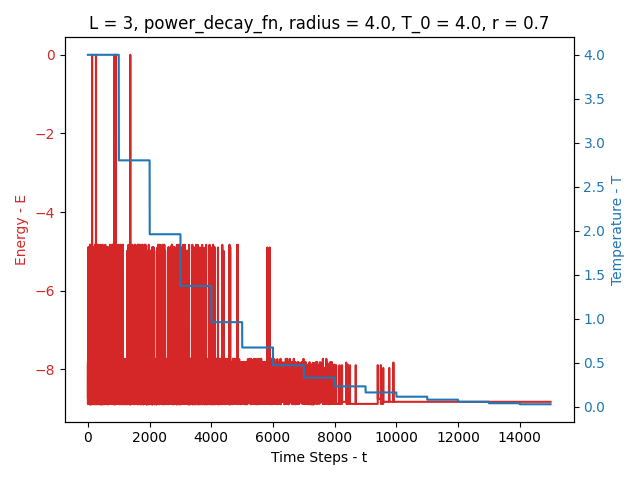 L = 3, power_decay_fn, radius = 4.0, T_0 = 4.0, r = 0.7
0
−2
−4
−6
−8
Energy - E
4.0
3.5
3.0
2.5
2.0
1.5
1.0
0.5
0.0
Temperature - T
0 2000 4000 6000 8000 10000 12000 14000
Time Steps - t